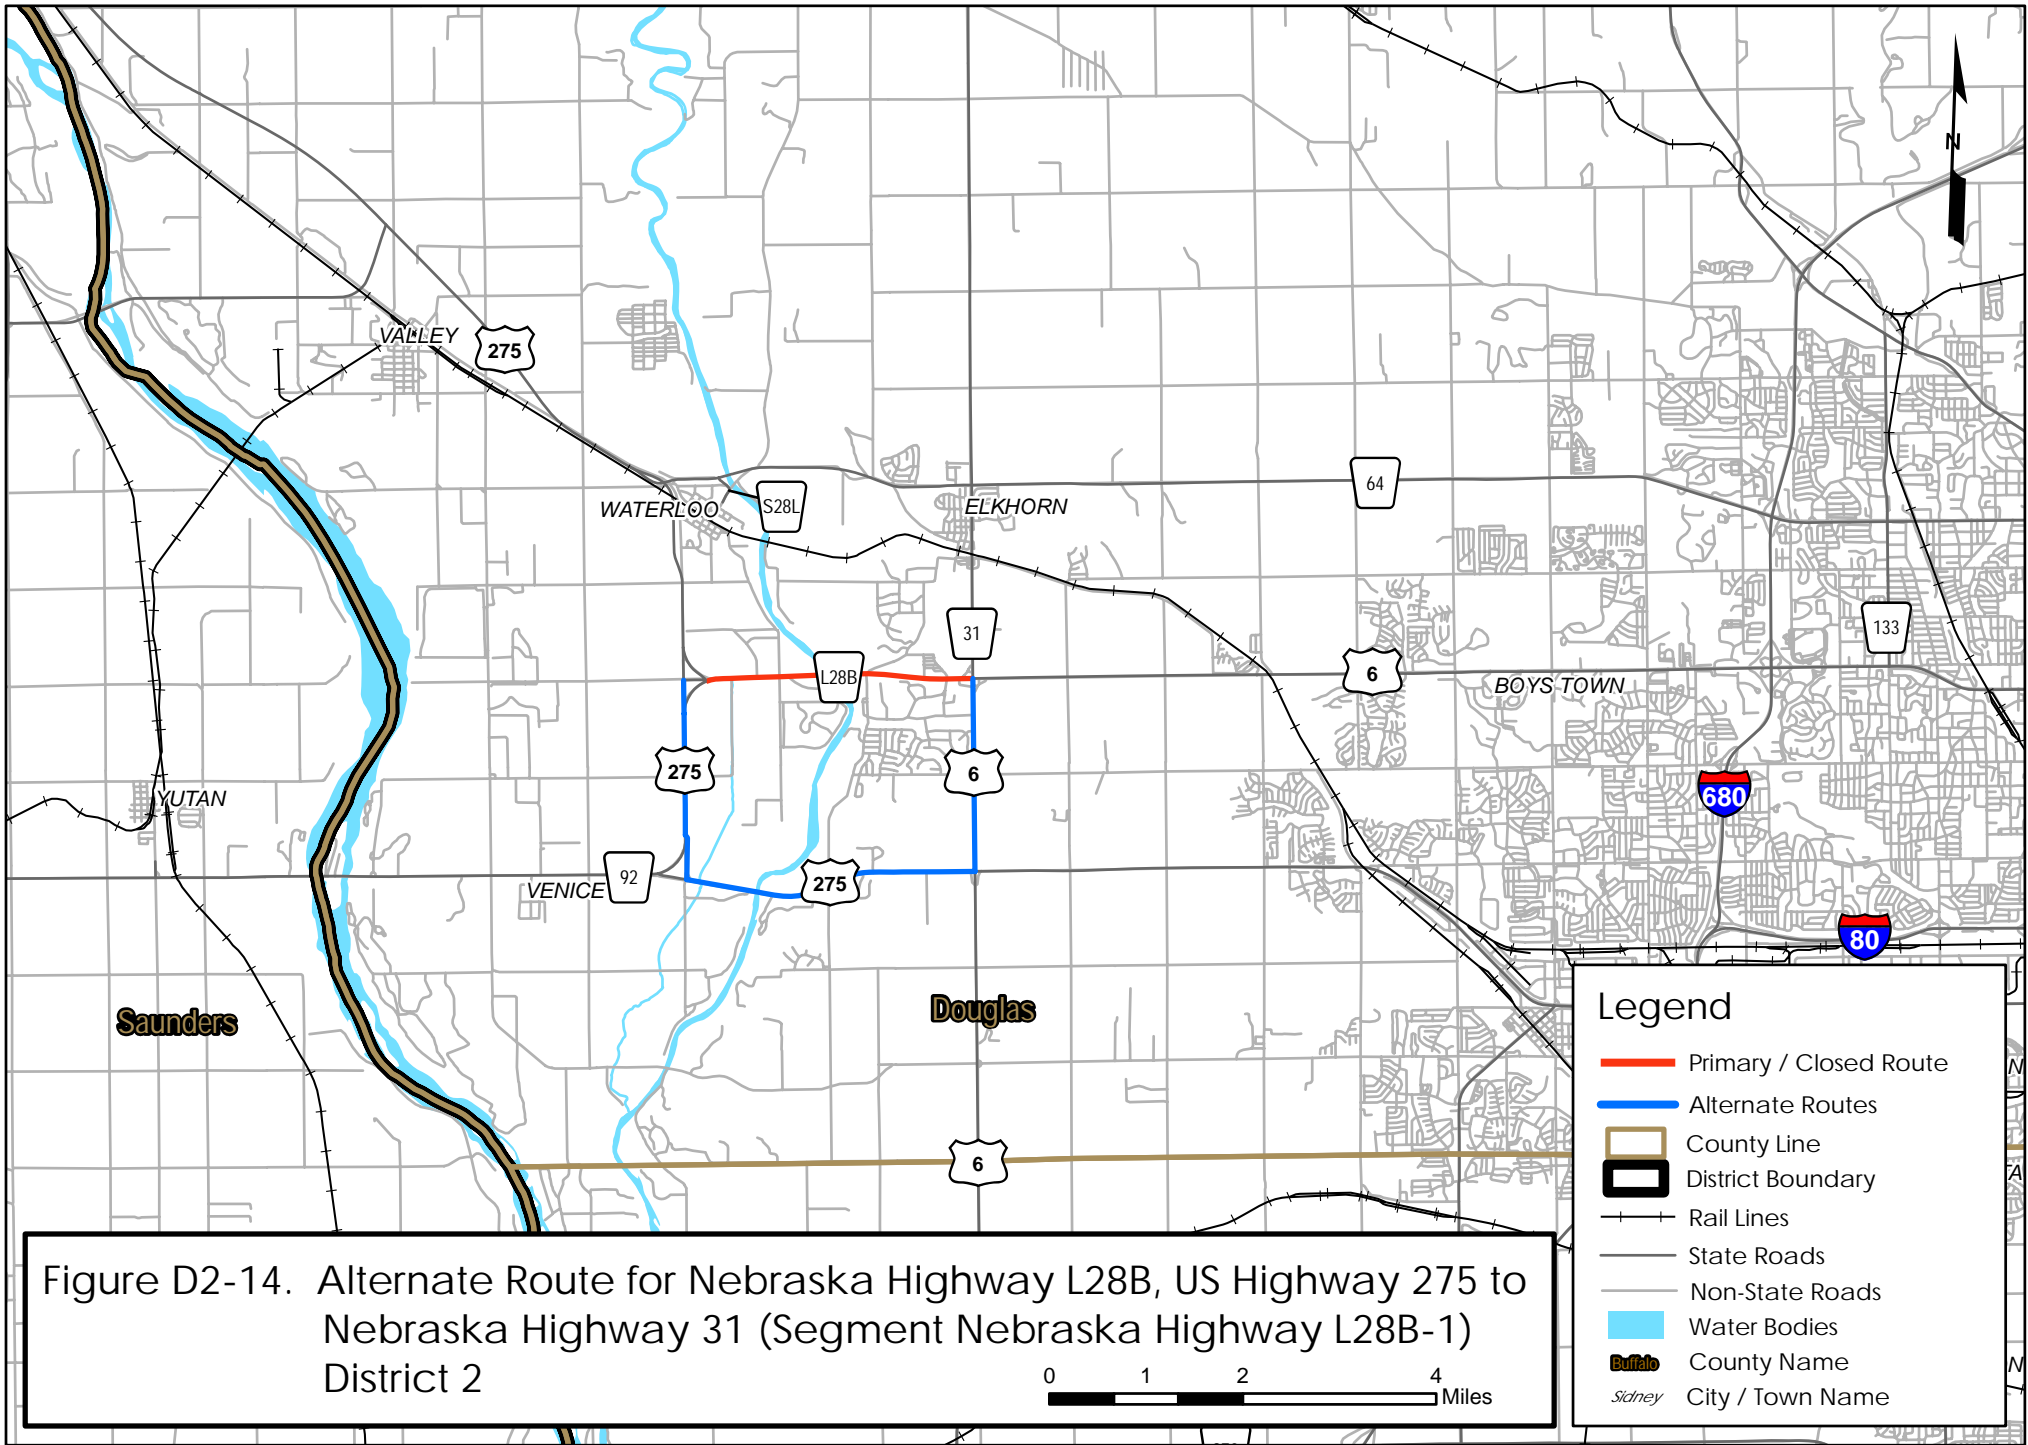 N
VALLEY
275
WATERLOO
S28L
ELKHORN
64
31
133
L28B
6
BOYS TOWN
275
6
680
YUTAN
VENICE
92
275
80
Saunders
Douglas
6
Legend
Primary / Closed Route
Alternate Routes
County Line
District Boundary
Rail Lines
State Roads
Non-State Roads
Water Bodies
Buffalo County Name
Sidney City / Town Name
Figure D2-14. Alternate Route for Nebraska Highway L28B, US Highway 275 to
Nebraska Highway 31 (Segment Nebraska Highway L28B-1)
District 2
0 1 2 4
Miles